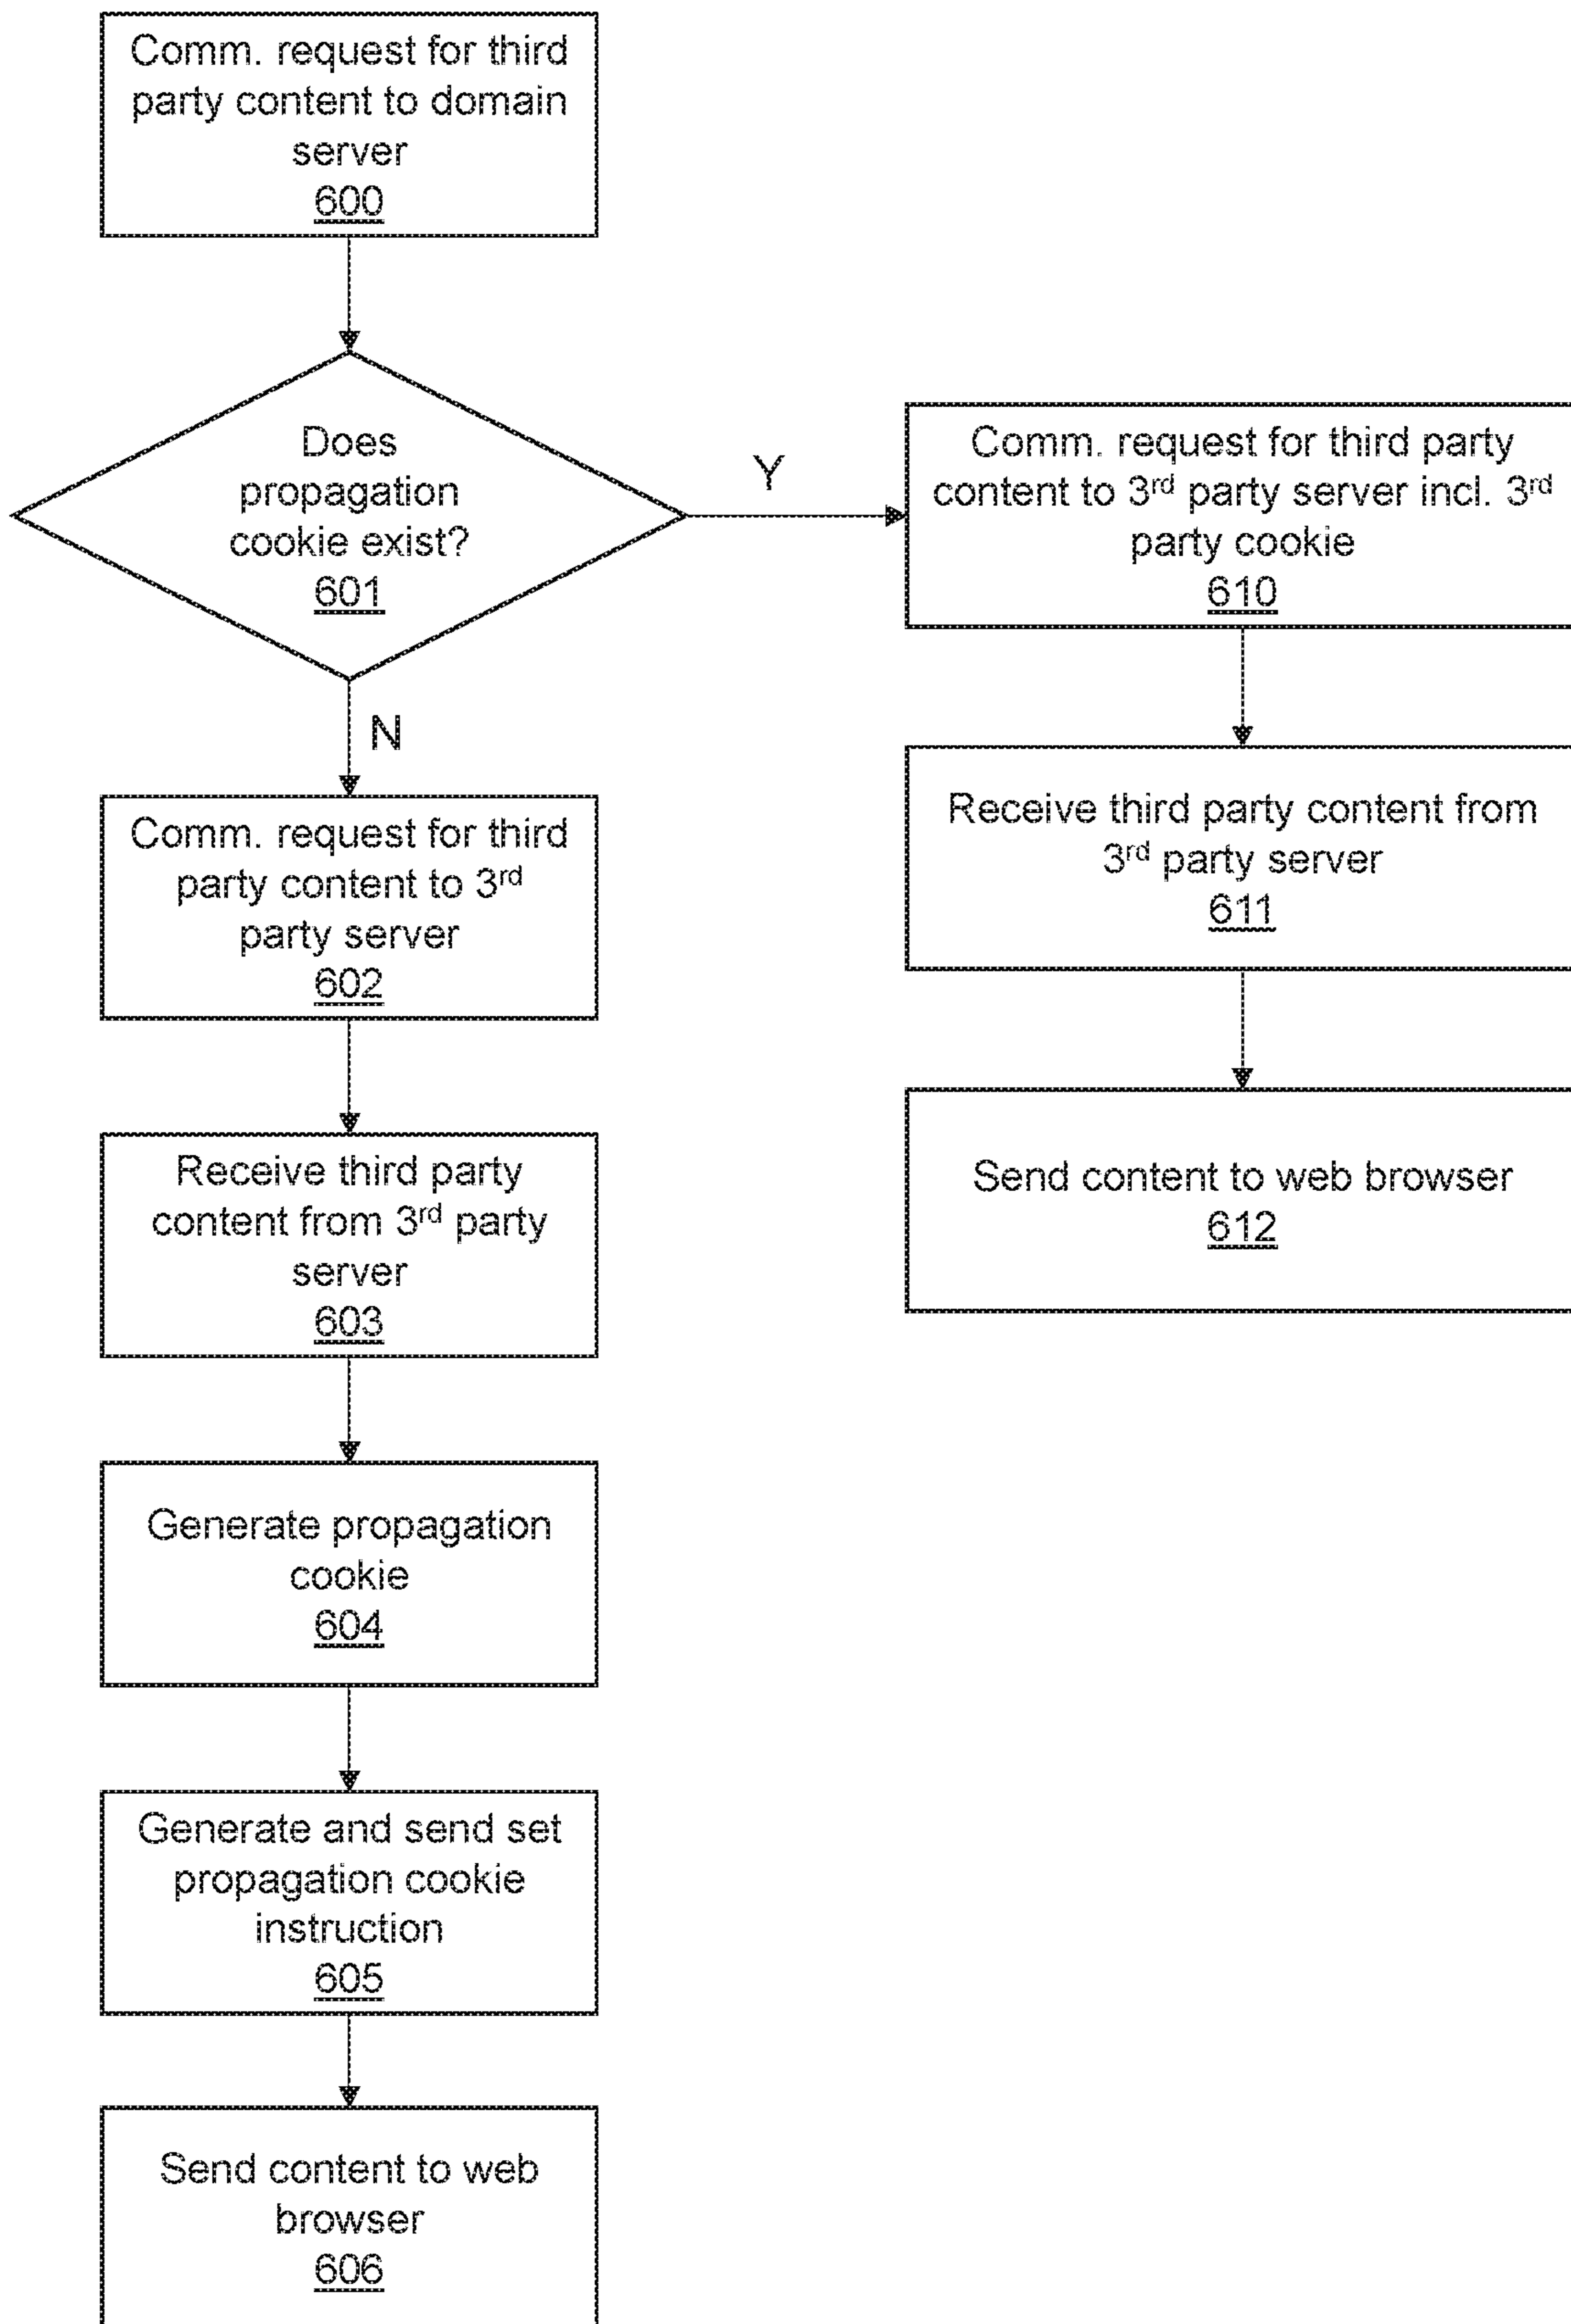 Comm. request for third
party content to domain
server
600
Does
propagation
cookie exist?
601
Y
N
Comm. request for third party
content to 3rd party server incl. 3rd
party cookie
610
Receive third party content from
3rd party server
611
Send content to web browser
612
Comm. request for third
party content to 3rd
party server
602
Receive third party
content from 3rd party
server
603
Generate propagation
cookie
604
Generate and send set
propagation cookie
instruction
605
Send content to web
browser
606